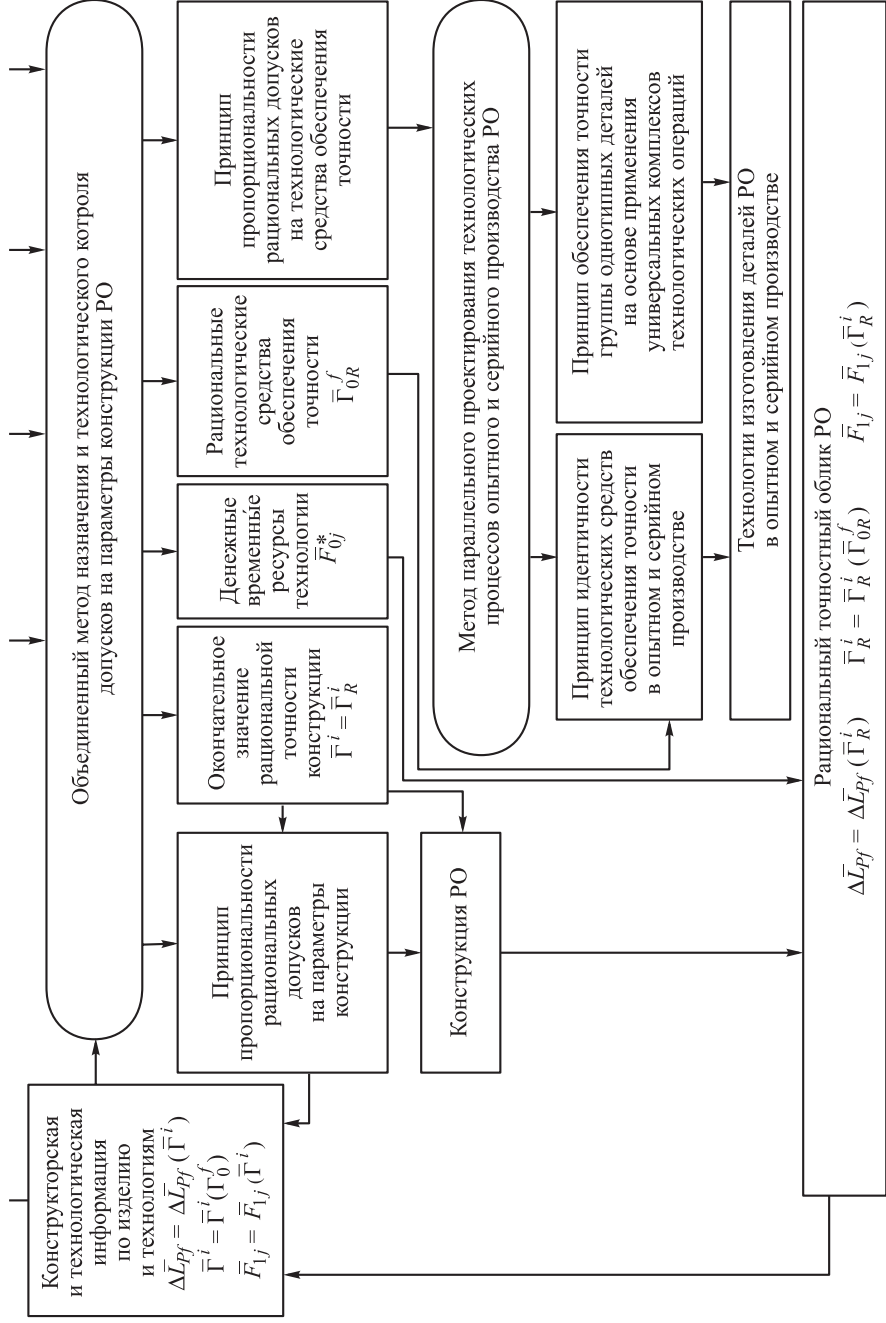 Конструкторская
и технологическая
информация
по изделию
и технологиям
ΔL̅_Pf = ΔL̅_Pf (Γ̅^i)
Γ̅^i = Γ̅^i(Γ_0^f)
F̅_1j = F̅_1j (Γ̅^i)
Объединенный метод назначения и технологического котроля
допусков на параметры конструкции РО
Принцип
пропорциональности
рациональных
допусков
на параметры
конструкции
Окончательное
значение
рациональной
точности
конструкции
Γ̅^i = Γ̅_R^i
Денежные
временны́е
ресурсы
технологии
F̅_0j^*
Рациональные
технологические
средства
обеспечения
точности
Γ̅_0R^f
Принцип
пропорциональности
рациональных допусков
на технологические
средства обеспечения
точности
Конструкция РО
Метод параллельного проектирования технологических
процессов опытного и серийного производства РО
Принцип идентичности
технологических средств
обеспечения точности
в опытном и серийном
производстве
Принцип обеспечения точности
группы однотипных деталей
на основе применения
универсальных комплексов
технологических операций
Технологии изготовления деталей РО
в опытном и серийном производстве
Рациональный точностный облик РО
ΔL̅_Pf = ΔL̅_Pf (Γ̅_R^i) Γ̅_R^i = Γ̅_R^i (Γ̅_0R^f) F̅_1j = F̅_1j (Γ̅_R^i)